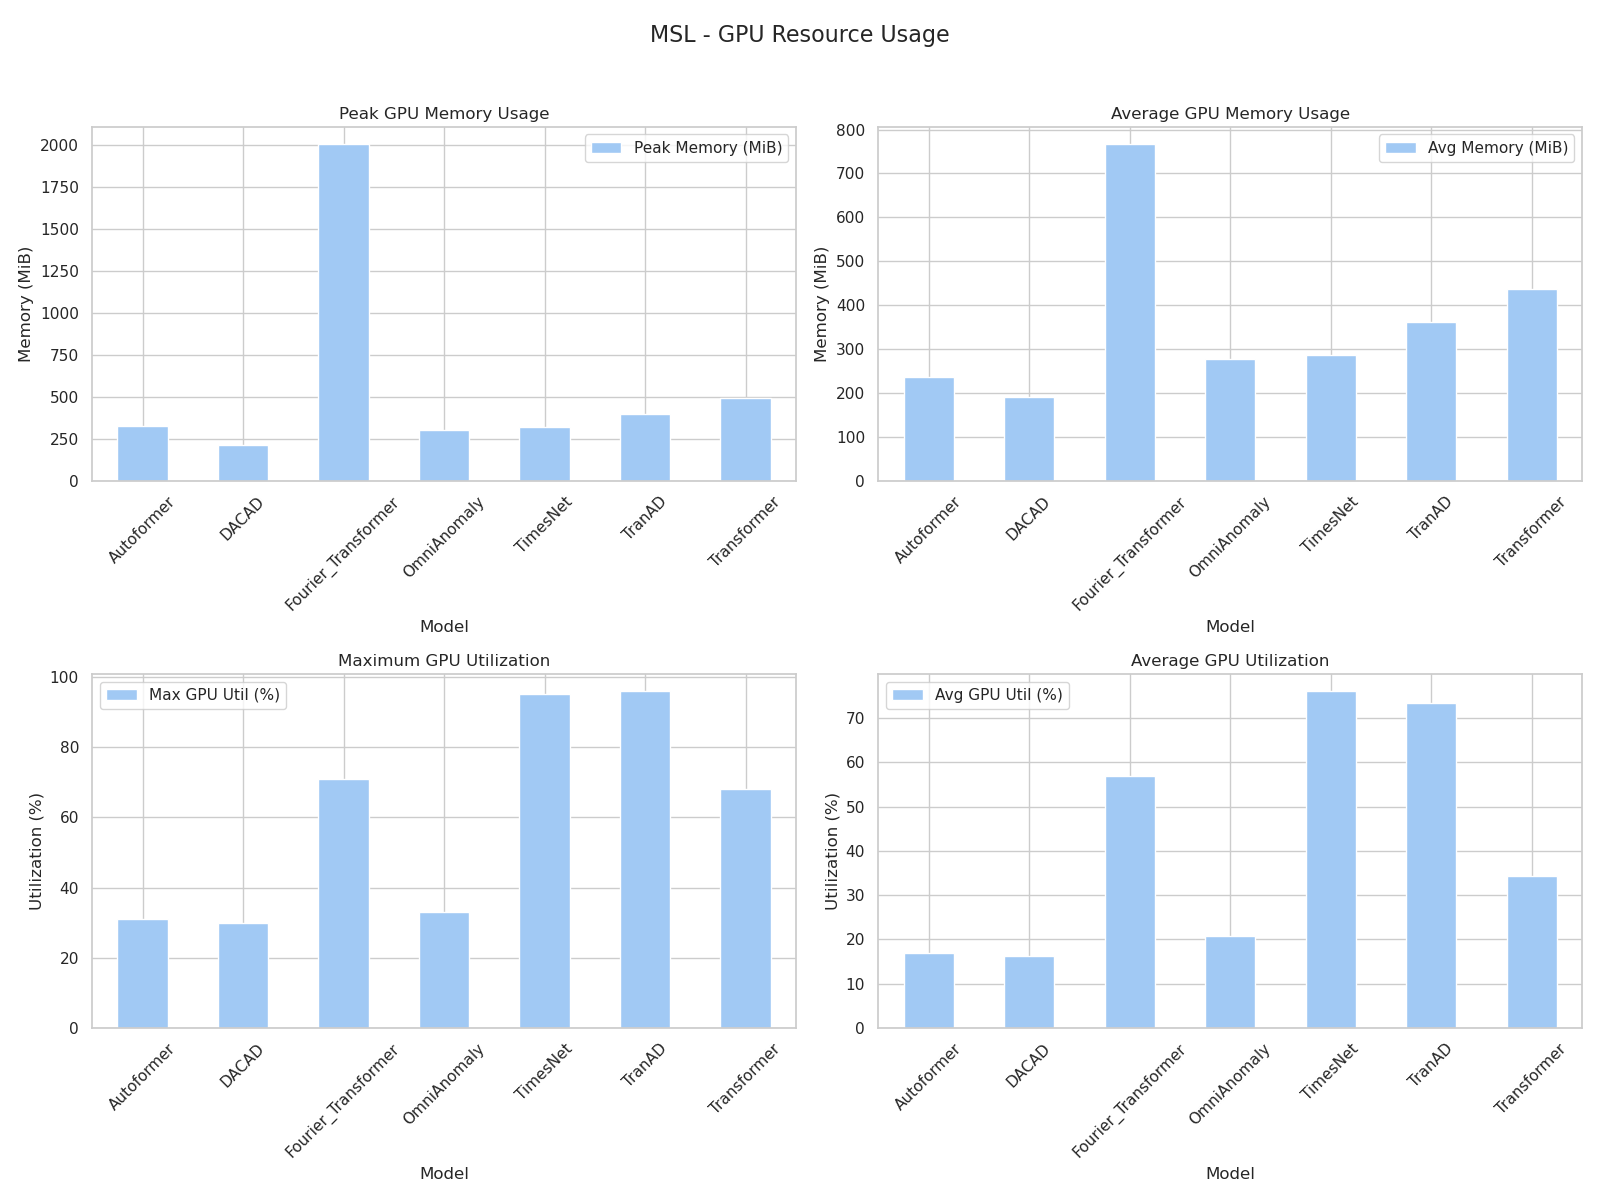 MSL - GPU Resource Usage
Peak GPU Memory Usage
Peak Memory (MiB)
Memory (MiB)
2000
1750
1500
1250
1000
750
500
250
0
Autoformer
DACAD
Fourier_Transformer
OmniAnomaly
TimesNet
TranAD
Transformer
Model
Average GPU Memory Usage
Avg Memory (MiB)
Memory (MiB)
800
700
600
500
400
300
200
100
0
Autoformer
DACAD
Fourier_Transformer
OmniAnomaly
TimesNet
TranAD
Transformer
Model
Maximum GPU Utilization
Max GPU Util (%)
Utilization (%)
100
80
60
40
20
0
Autoformer
DACAD
Fourier_Transformer
OmniAnomaly
TimesNet
TranAD
Transformer
Model
Average GPU Utilization
Avg GPU Util (%)
Utilization (%)
70
60
50
40
30
20
10
0
Autoformer
DACAD
Fourier_Transformer
OmniAnomaly
TimesNet
TranAD
Transformer
Model